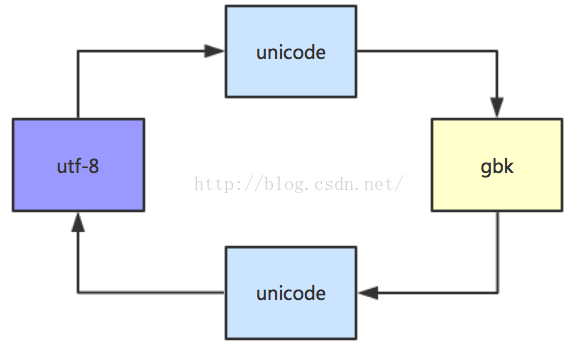 unicode
utf-8
gbk
http://blog.csdn.net/
unicode